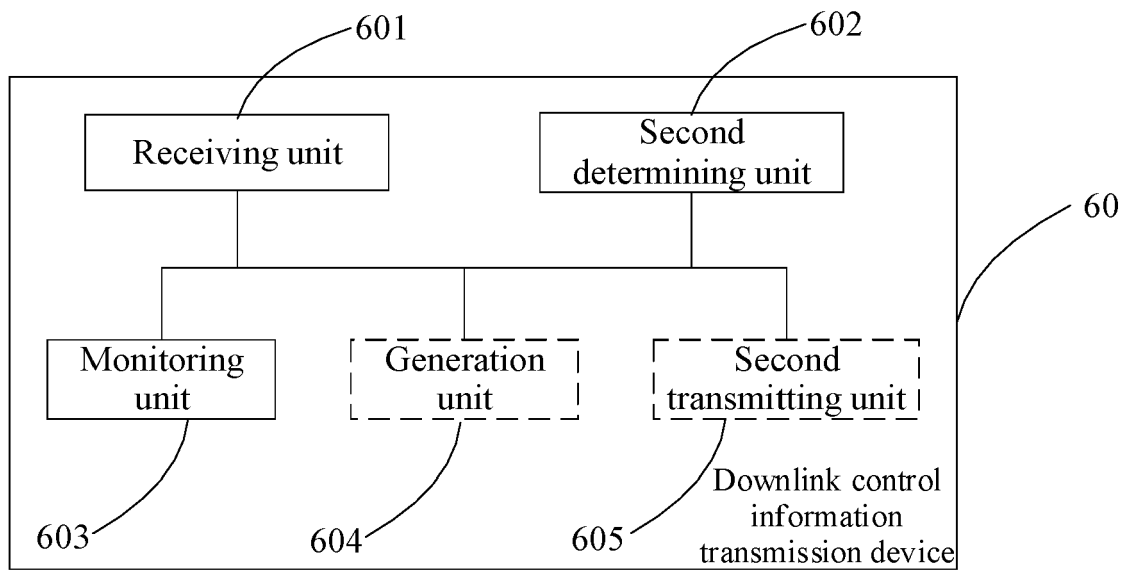 601
602
Receiving unit
Second
determining unit
60
Monitoring
unit
Generation
unit
Second
transmitting unit
603
604
605
Downlink control
information
transmission device